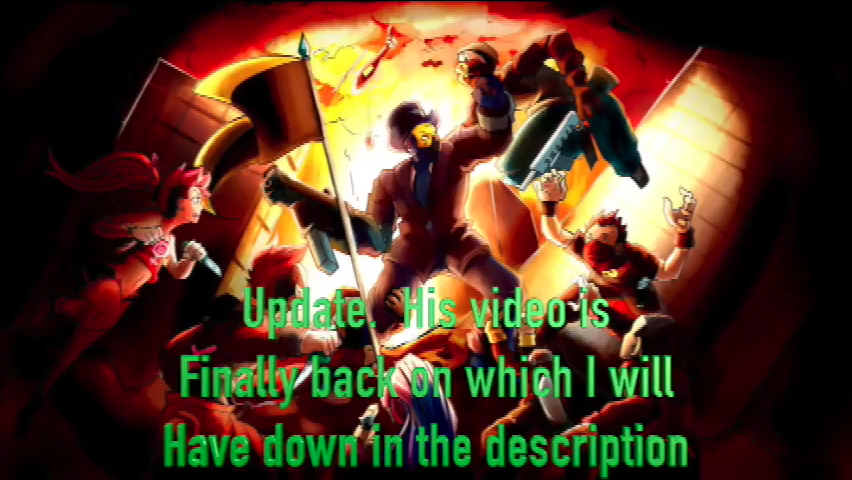 Update. His video is
Finally back on which I will
Have down in the description